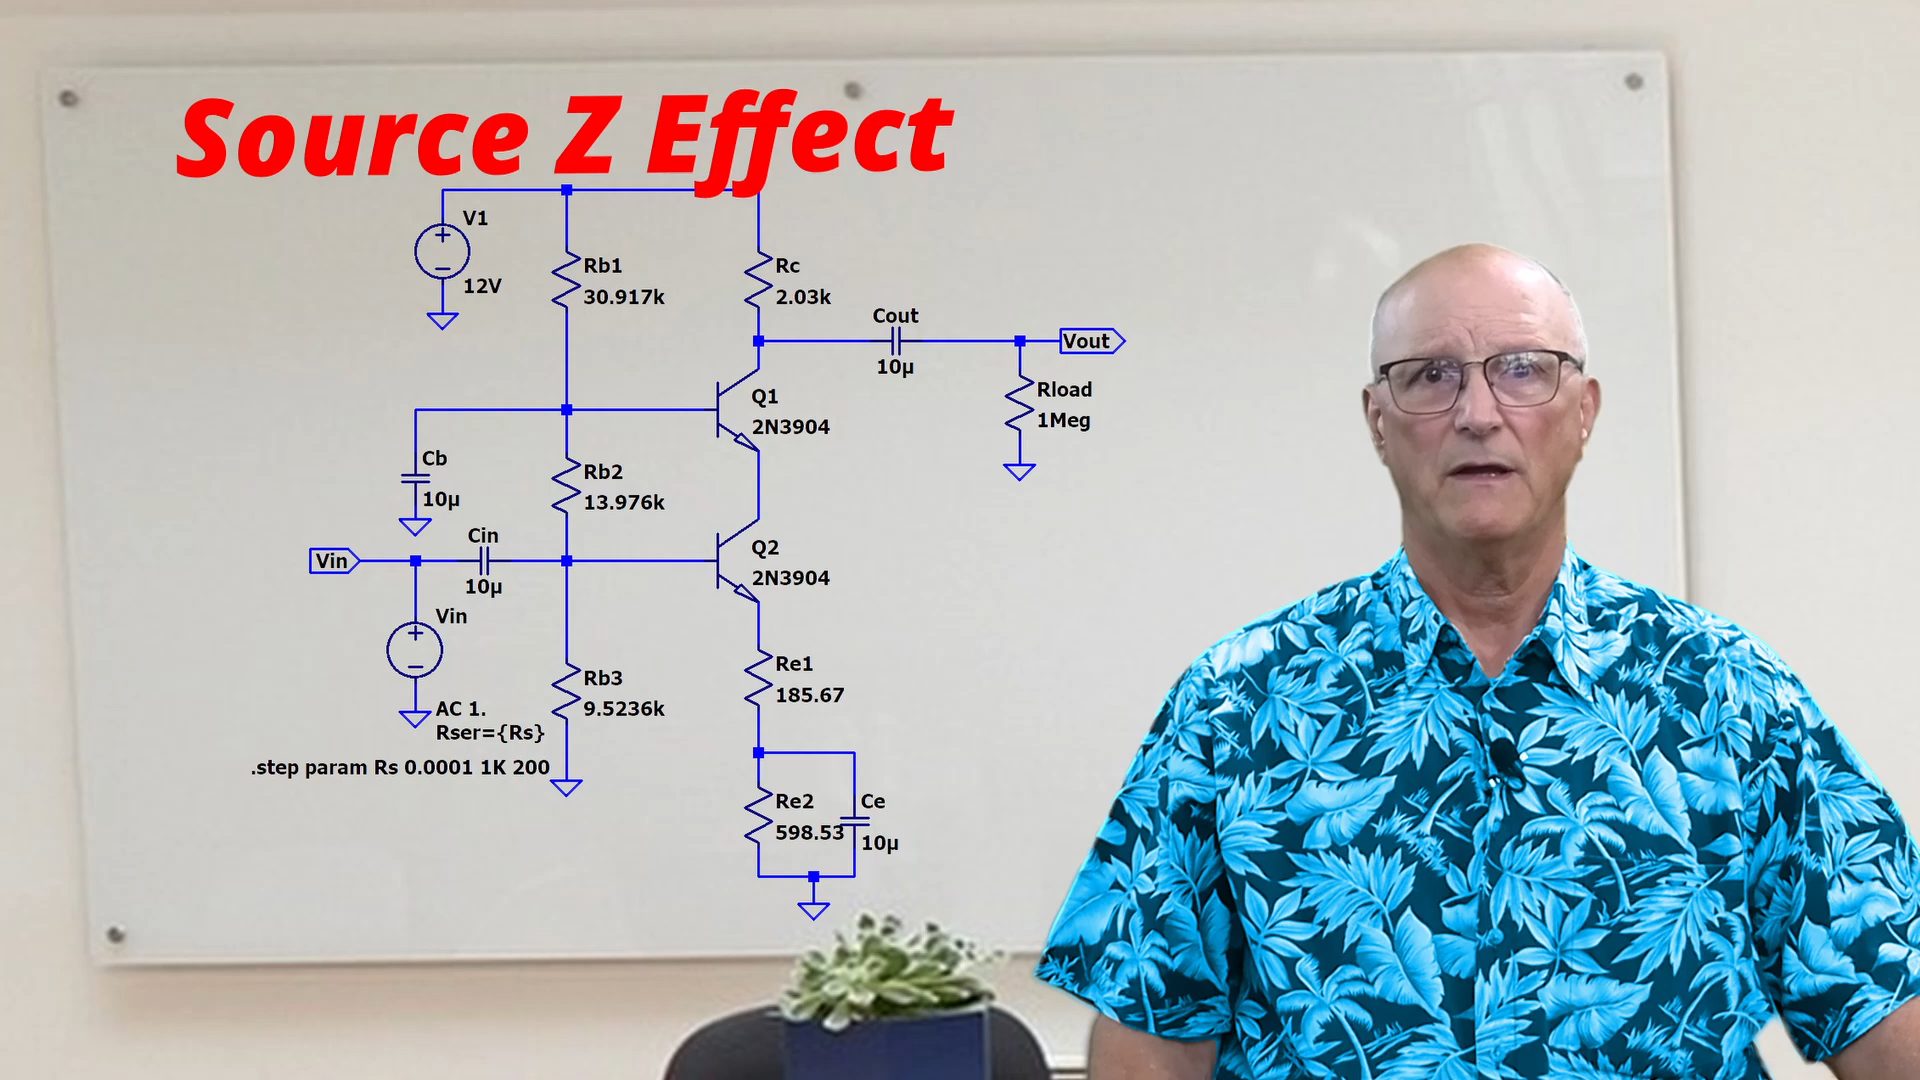 Source Z Effect
V1
12V
Rb1
30.917k
Rc
2.03k
Cout
10µ
Vout
Rload
1Meg
Q1
2N3904
Cb
10µ
Rb2
13.976k
Cin
10µ
Vin
Q2
2N3904
Vin
AC 1.
Rser={Rs}
.step param Rs 0.0001 1K 200
Rb3
9.5236k
Re1
185.67
Re2
598.53
Ce
10µ